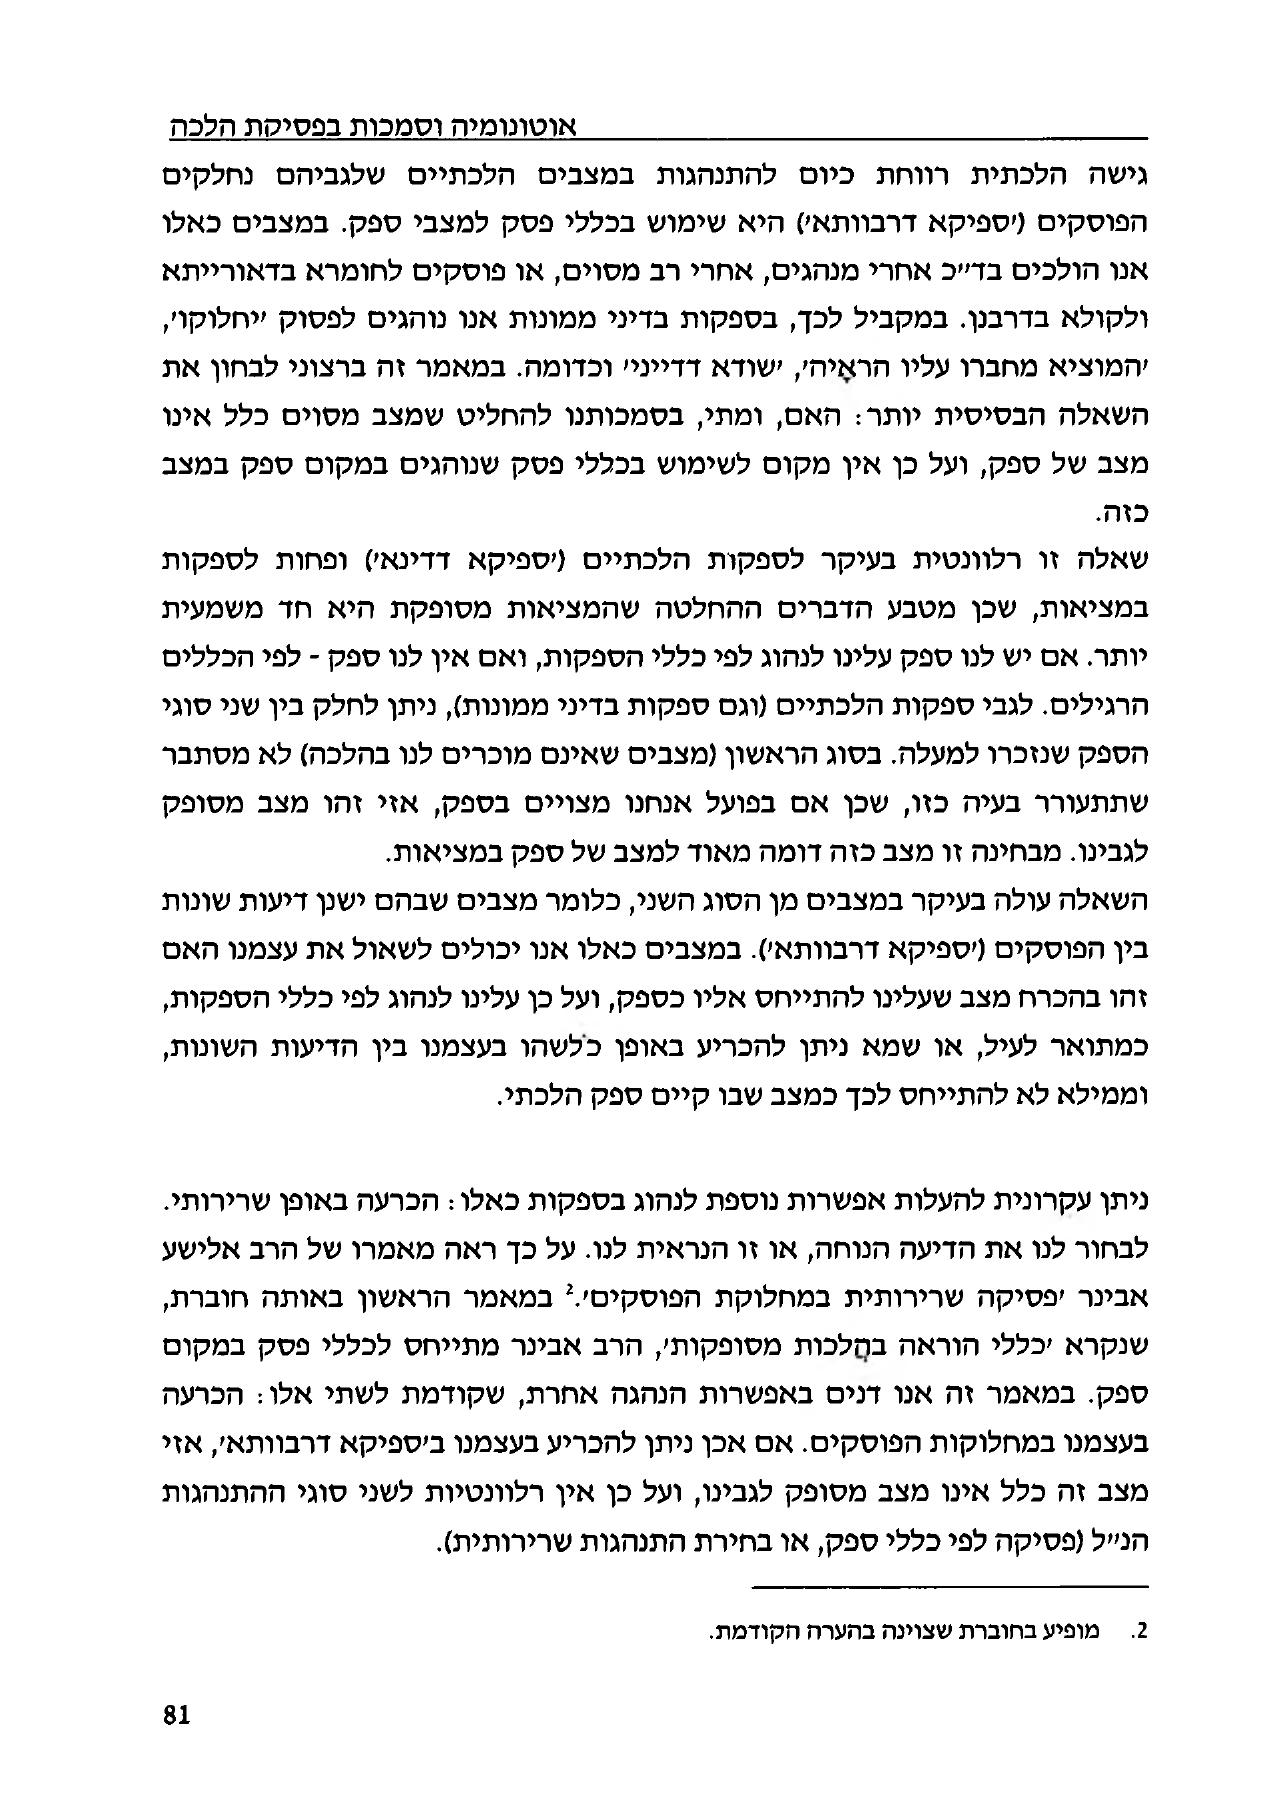 אוטונומיה וסמכות בפסיקת הלכה
גישה הלכתית רווחת כיום להתנהגות במצבים הלכתיים שלגביהם נחלקים
הפוסקים ('ספיקא דרבוותא') היא שימוש בכללי פסק למצבי ספק. במצבים כאלו
אנו הולכים בד"כ אחרי מנהגים, אחרי רב מסוים, או פוסקים לחומרא בדאורייתא
ולקולא בדרבנן. במקביל לכך, בספקות בדיני ממונות אנו נוהגים לפסוק 'יחלוקו',
'המוציא מחברו עליו הראיה', 'שודא דדייני' וכדומה. במאמר זה ברצוני לבחון את
השאלה הבסיסית יותר: האם, ומתי, בסמכותנו להחליט שמצב מסוים כלל אינו
מצב של ספק, ועל כן אין מקום לשימוש בכללי פסק שנוהגים במקום ספק במצב
כזה.
שאלה זו רלוונטית בעיקר לספקות הלכתיים ('ספיקא דדינא') ופחות לספקות
במציאות, שכן מטבע הדברים ההחלטה שהמציאות מסופקת היא חד משמעית
יותר. אם יש לנו ספק עלינו לנהוג לפי כללי הספקות, ואם אין לנו ספק - לפי הכללים
הרגילים. לגבי ספקות הלכתיים (וגם ספקות בדיני ממונות), ניתן לחלק בין שני סוגי
הספק שנזכרו למעלה. בסוג הראשון (מצבים שאינם מוכרים לנו בהלכה) לא מסתבר
שתתעורר בעיה כזו, שכן אם בפועל אנחנו מצויים בספק, אזי זהו מצב מסופק
לגבינו. מבחינה זו מצב כזה דומה מאוד למצב של ספק במציאות.
השאלה עולה בעיקר במצבים מן הסוג השני, כלומר מצבים שבהם ישנן דיעות שונות
בין הפוסקים ('ספיקא דרבוותא'). במצבים כאלו אנו יכולים לשאול את עצמנו האם
זהו בהכרח מצב שעלינו להתייחס אליו כספק, ועל כן עלינו לנהוג לפי כללי הספקות,
כמתואר לעיל, או שמא ניתן להכריע באופן כלשהו בעצמנו בין הדיעות השונות,
וממילא לא להתייחס לכך כמצב שבו קיים ספק הלכתי.
ניתן עקרונית להעלות אפשרות נוספת לנהוג בספקות כאלו: הכרעה באופן שרירותי.
לבחור לנו את הדיעה הנוחה, או זו הנראית לנו. על כך ראה מאמרו של הרב אלישע
אבינר 'פסיקה שרירותית במחלוקת הפוסקים'.² במאמר הראשון באותה חוברת,
שנקרא 'כללי הוראה בהלכות מסופקות', הרב אבינר מתייחס לכללי פסק במקום
ספק. במאמר זה אנו דנים באפשרות הנהגה אחרת, שקודמת לשתי אלו: הכרעה
בעצמנו במחלוקות הפוסקים. אם אכן ניתן להכריע בעצמנו ב'ספיקא דרבוותא', אזי
מצב זה כלל אינו מצב מסופק לגבינו, ועל כן אין רלוונטיות לשני סוגי ההתנהגות
הנ"ל (פסיקה לפי כללי ספק, או בחירת התנהגות שרירותית).
2. מופיע בחוברת שצוינה בהערה הקודמת.
81